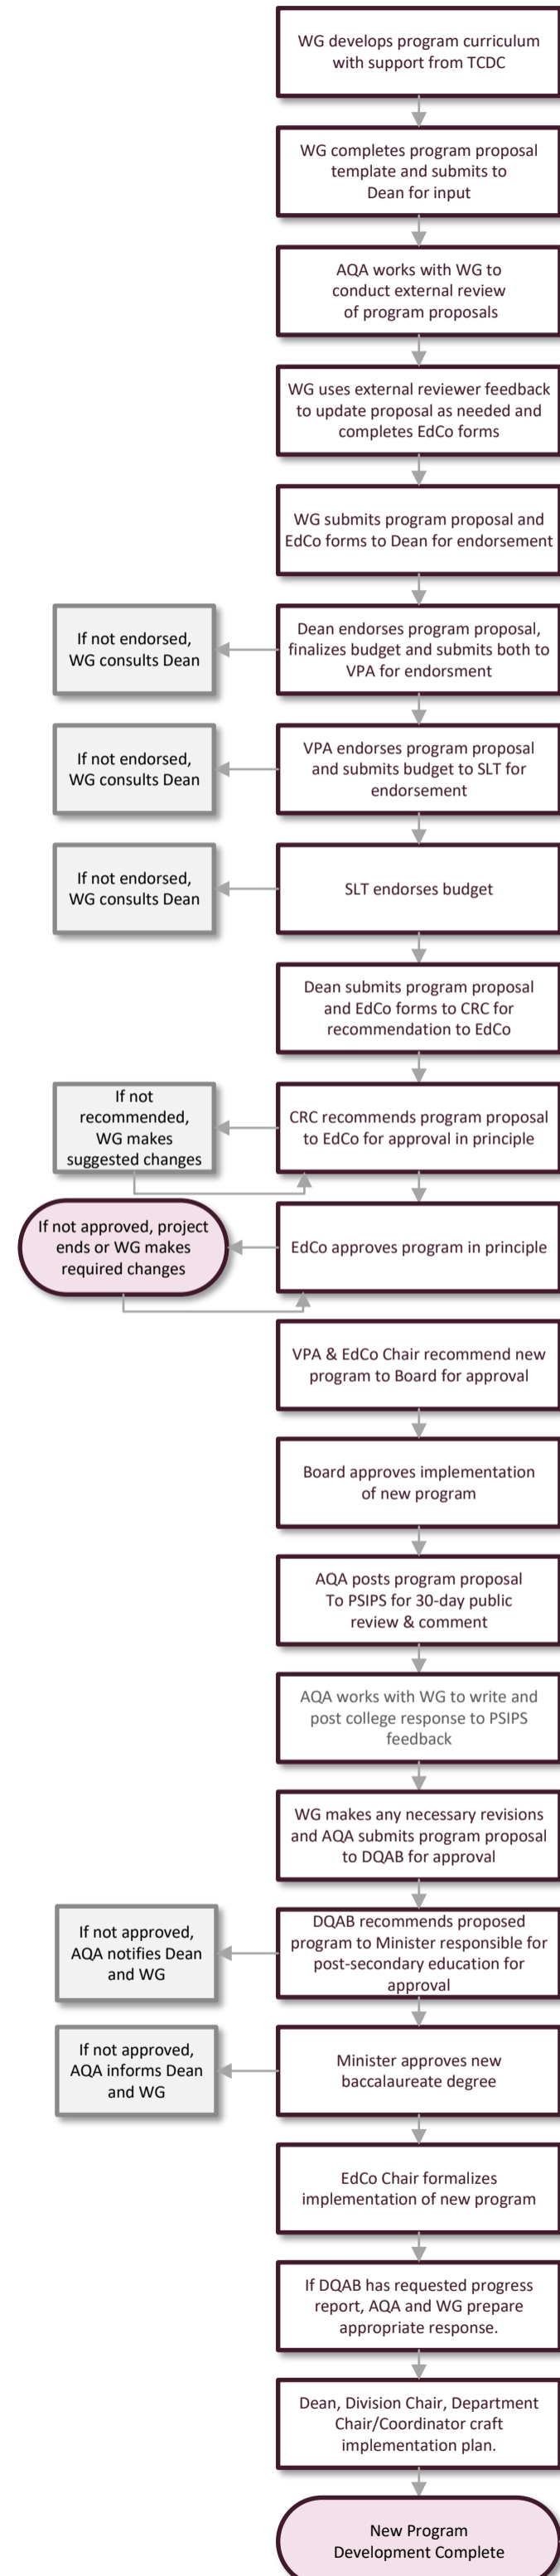 WG develops program curriculum
with support from TCDC
WG completes program proposal
template and submits to
Dean for input
AQA works with WG to
conduct external review
of program proposals
WG uses external reviewer feedback
to update proposal as needed and
completes EdCo forms
WG submits program proposal and
EdCo forms to Dean for endorsement
If not endorsed,
WG consults Dean
Dean endorses program proposal,
finalizes budget and submits both to
VPA for endorsment
If not endorsed,
WG consults Dean
VPA endorses program proposal
and submits budget to SLT for
endorsement
If not endorsed,
WG consults Dean
SLT endorses budget
Dean submits program proposal
and EdCo forms to CRC for
recommendation to EdCo
If not
recommended,
WG makes
suggested changes
CRC recommends program proposal
to EdCo for approval in principle
If not approved, project
ends or WG makes
required changes
EdCo approves program in principle
VPA & EdCo Chair recommend new
program to Board for approval
Board approves implementation
of new program
AQA posts program proposal
To PSIPS for 30-day public
review & comment
AQA works with WG to write and
post college response to PSIPS
feedback
WG makes any necessary revisions
and AQA submits program proposal
to DQAB for approval
If not approved,
AQA notifies Dean
and WG
DQAB recommends proposed
program to Minister responsible for
post-secondary education for
approval
If not approved,
AQA informs Dean
and WG
Minister approves new
baccalaureate degree
EdCo Chair formalizes
implementation of new program
If DQAB has requested progress
report, AQA and WG prepare
appropriate response.
Dean, Division Chair, Department
Chair/Coordinator craft
implementation plan.
New Program
Development Complete